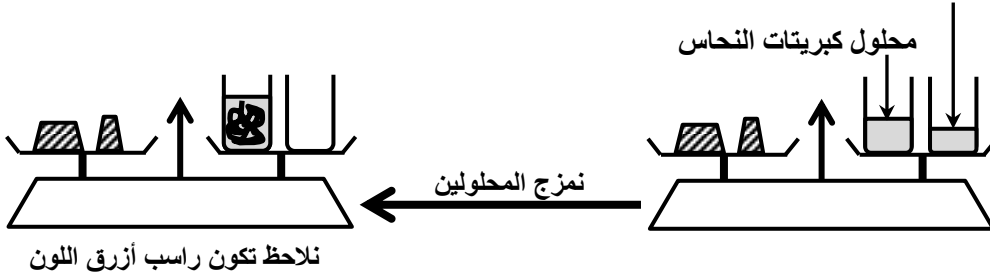 محلول كبريتات النحاس
نمزج المحلولين
نلاحظ تكون راسب أزرق اللون